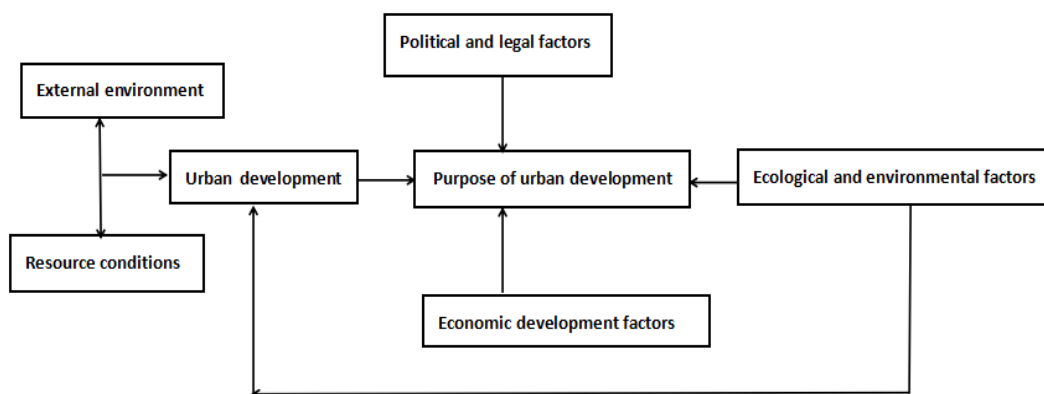 Political and legal factors
External environment
Urban development
Purpose of urban development
Ecological and environmental factors
Resource conditions
Economic development factors